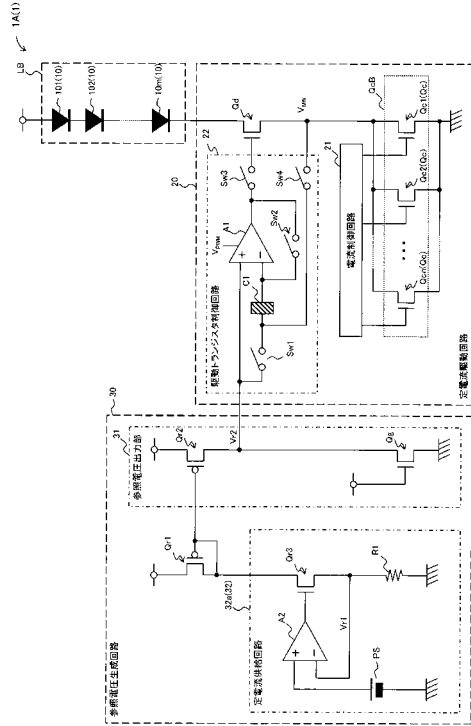 1A(1)
LB
101(10)
102(10)
10m(10)
20
22
Qd
Sw3
A1
VPWM
+
−
Sw4
VMIN
Sw2
C1
Sw1
駆動トランジスタ制御回路
QcB
21
電流制御回路
Qc1(Qc)
Qc2(Qc)
Qcn(Qc)
定電流駆動回路
30
31
参照電圧出力部
Qr2
Vr2
Qg
Qr1
参照電圧生成回路
32a(32)
定電流供給回路
A2
+
−
Qr3
Vr1
R1
PS